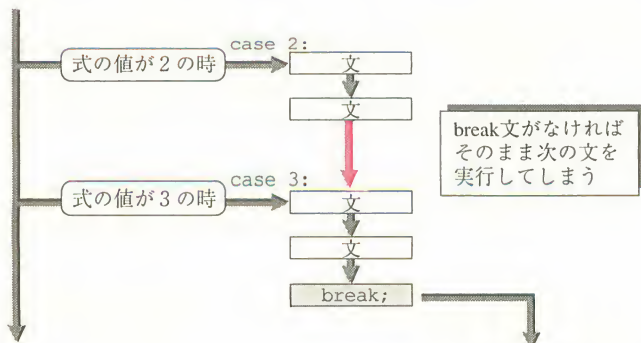 case 2:
式の値が2の時
文
文
break文がなければ
そのまま次の文を
実行してしまう
case 3:
式の値が3の時
文
文
break;